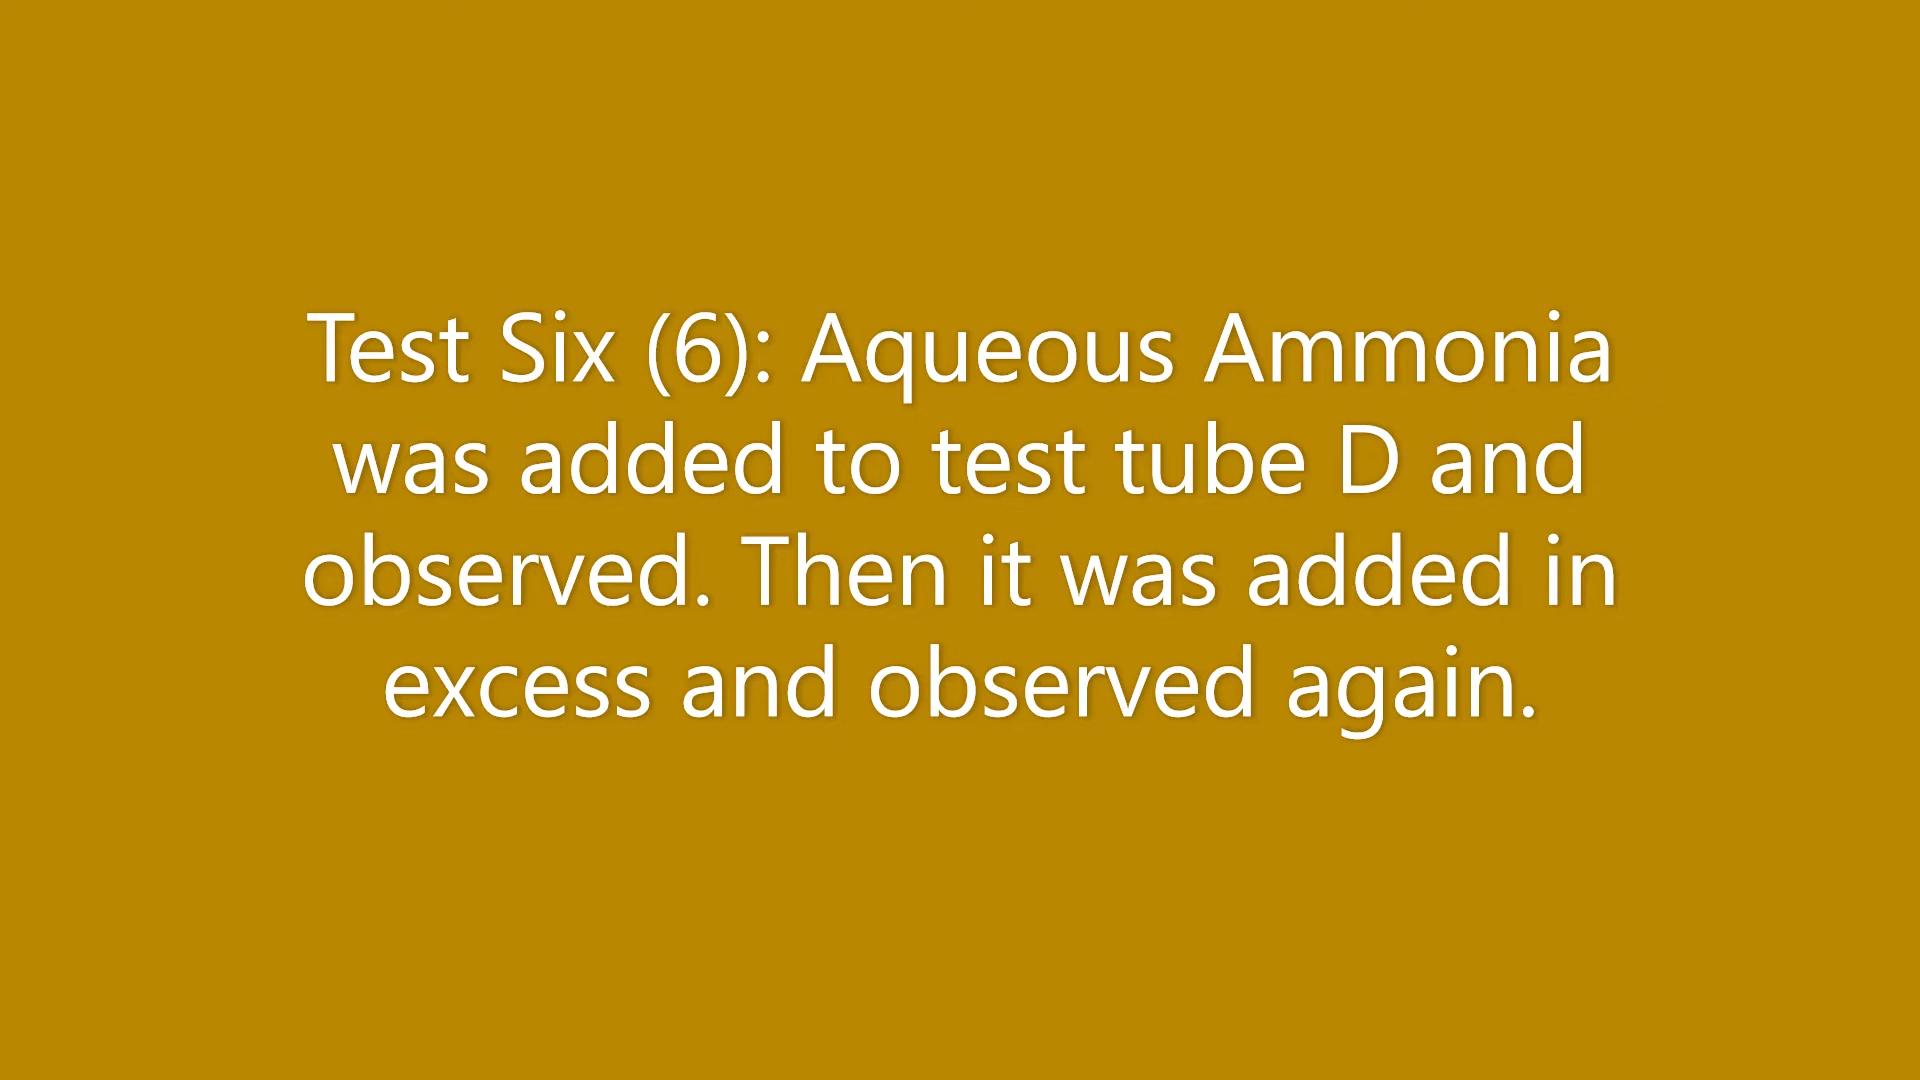 Test Six (6): Aqueous Ammonia
was added to test tube D and
observed. Then it was added in
excess and observed again.